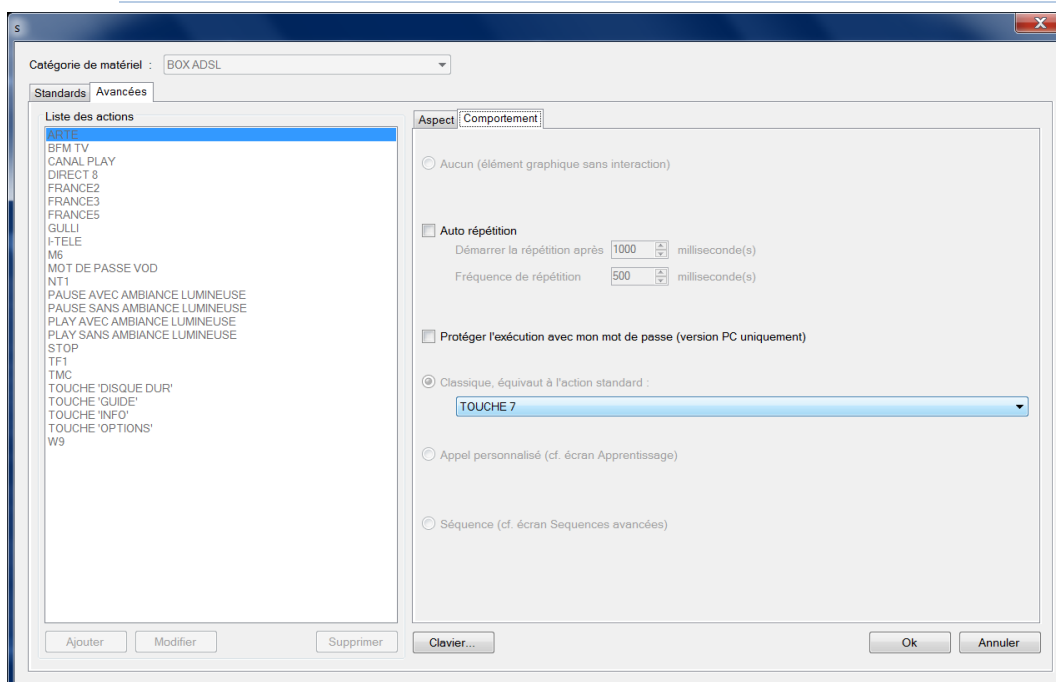 s
Catégorie de matériel :
BOX ADSL
Standards
Avancées
Liste des actions
ARTE
BFM TV
CANAL PLAY
DIRECT 8
FRANCE2
FRANCE3
FRANCE5
GULLI
I-TELE
M6
MOT DE PASSE VOD
NT1
PAUSE AVEC AMBIANCE LUMINEUSE
PAUSE SANS AMBIANCE LUMINEUSE
PLAY AVEC AMBIANCE LUMINEUSE
PLAY SANS AMBIANCE LUMINEUSE
STOP
TF1
TMC
TOUCHE 'DISQUE DUR'
TOUCHE 'GUIDE'
TOUCHE 'INFO'
TOUCHE 'OPTIONS'
W9
Ajouter
Modifier
Supprimer
Aspect
Comportement
Aucun (élément graphique sans interaction)
Auto répétition
Démarrer la répétition après 1000 milliseconde(s)
Fréquence de répétition 500 milliseconde(s)
Protéger l'exécution avec mon mot de passe (version PC uniquement)
Classique, équivaut à l'action standard :
TOUCHE 7
Appel personnalisé (cf. écran Apprentissage)
Séquence (cf. écran Sequences avancées)
Clavier...
Ok
Annuler